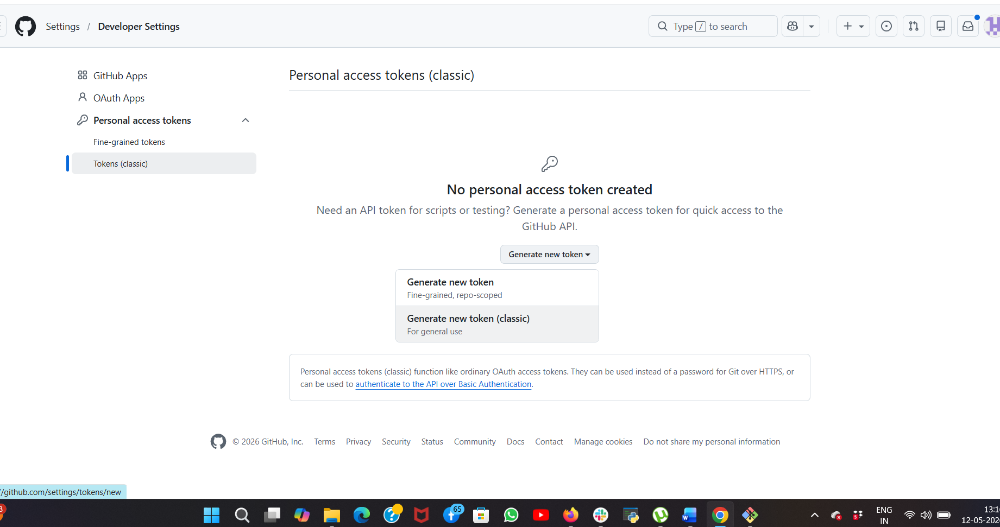 Settings / Developer Settings
Type / to search
GitHub Apps
OAuth Apps
Personal access tokens
Fine-grained tokens
Tokens (classic)
Personal access tokens (classic)
No personal access token created
Need an API token for scripts or testing? Generate a personal access token for quick access to the
GitHub API.
Generate new token
Generate new token
Fine-grained, repo-scoped
Generate new token (classic)
For general use
Personal access tokens (classic) function like ordinary OAuth access tokens. They can be used instead of a password for Git over HTTPS, or
can be used to authenticate to the API over Basic Authentication.
© 2026 GitHub, Inc. Terms Privacy Security Status Community Docs Contact Manage cookies Do not share my personal information
/github.com/settings/tokens/new
65
ENG
IN
13:1
12-05-202